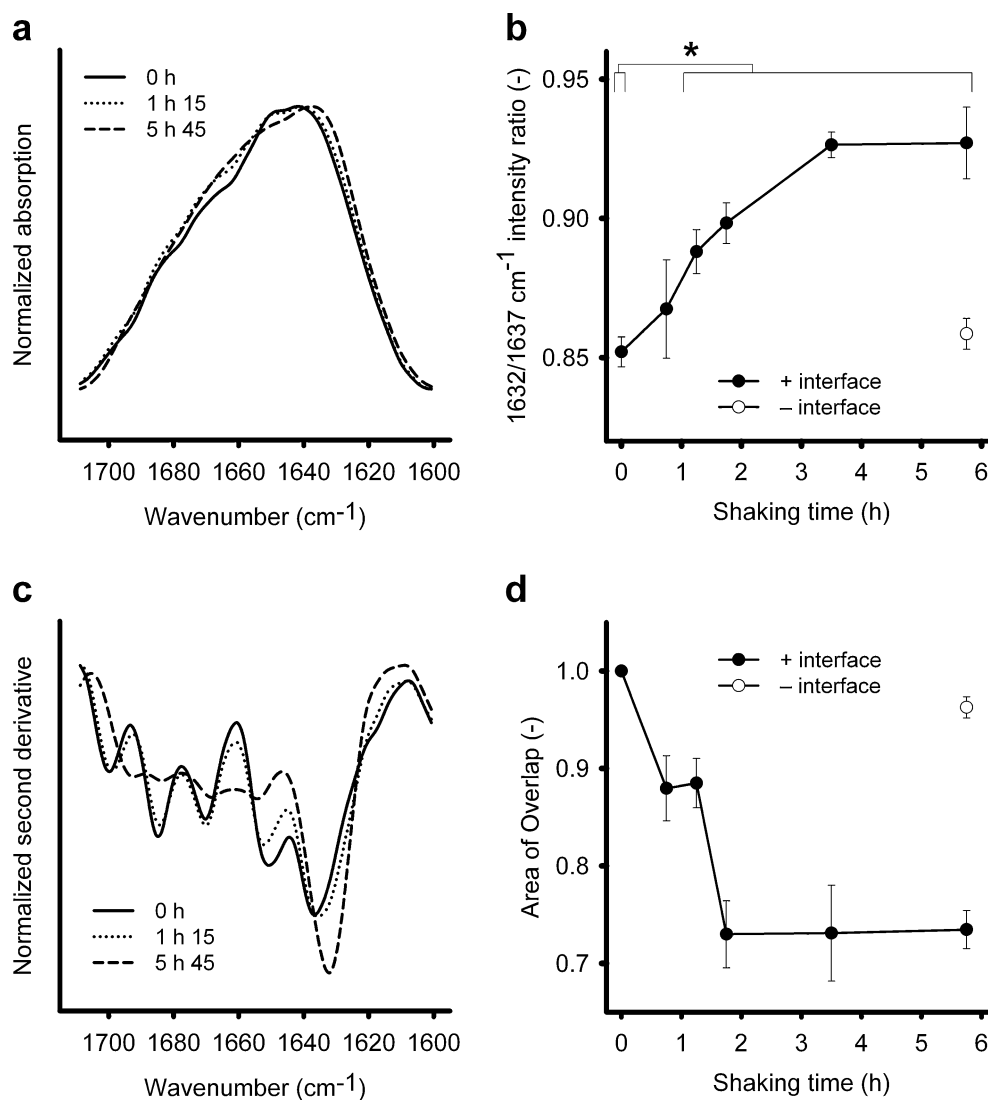 a
0 h
1 h 15
5 h 45
Normalized absorption
1700 1680 1660 1640 1620 1600
Wavenumber (cm-1)
b
*
0.95
0.90
0.85
1632/1637 cm-1 intensity ratio (-)
+ interface
– interface
0 1 2 3 4 5 6
Shaking time (h)
c
Normalized second derivative
0 h
1 h 15
5 h 45
1700 1680 1660 1640 1620 1600
Wavenumber (cm-1)
d
+ interface
– interface
1.0
0.9
0.8
0.7
Area of Overlap (-)
0 1 2 3 4 5 6
Shaking time (h)